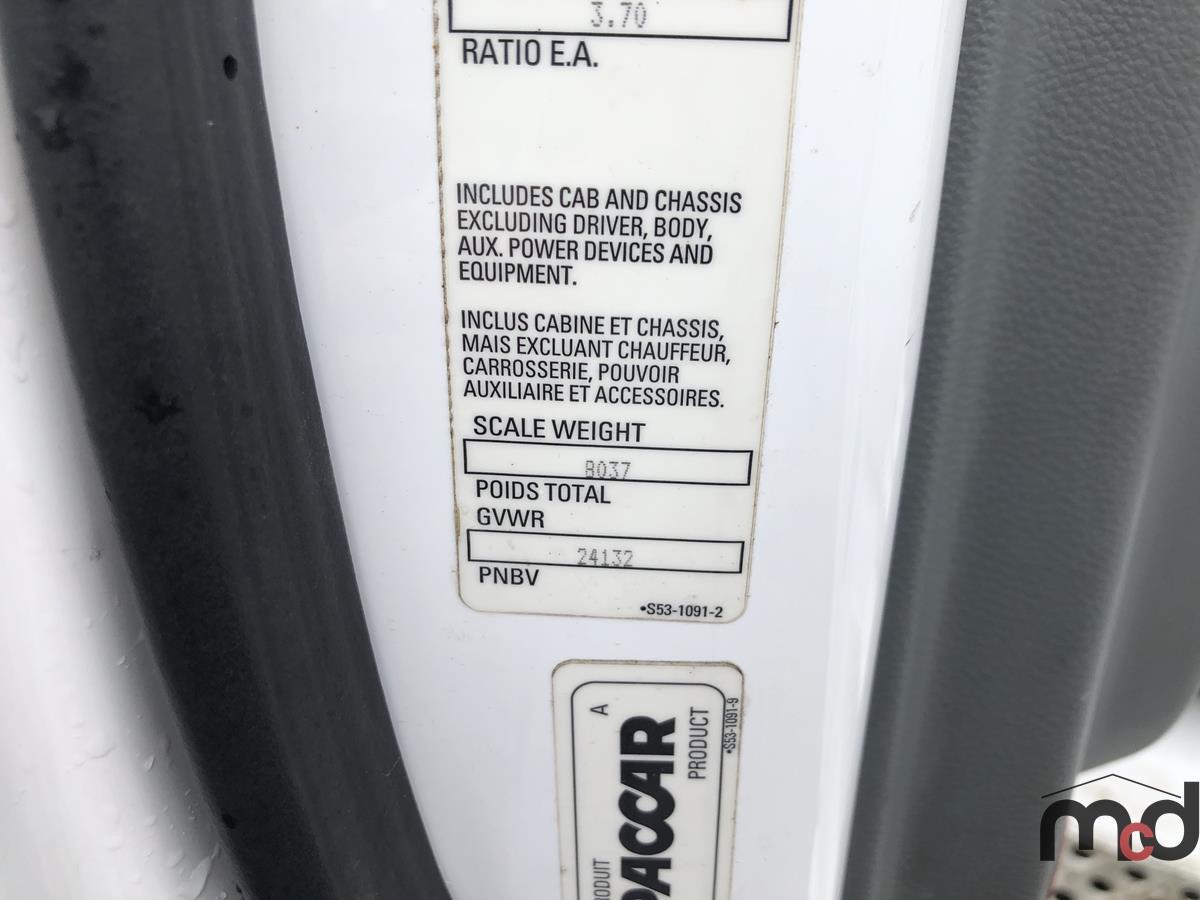 3.70
RATIO E.A.
INCLUDES CAB AND CHASSIS
EXCLUDING DRIVER, BODY,
AUX. POWER DEVICES AND
EQUIPMENT.
INCLUS CABINE ET CHASSIS,
MAIS EXCLUANT CHAUFFEUR,
CARROSSERIE, POUVOIR
AUXILIAIRE ET ACCESSOIRES.
SCALE WEIGHT
8037
POIDS TOTAL
GVWR
24132
PNBV
•S53-1091-2
A
PACCAR
PRODUCT
•S53-1091-9
mcd